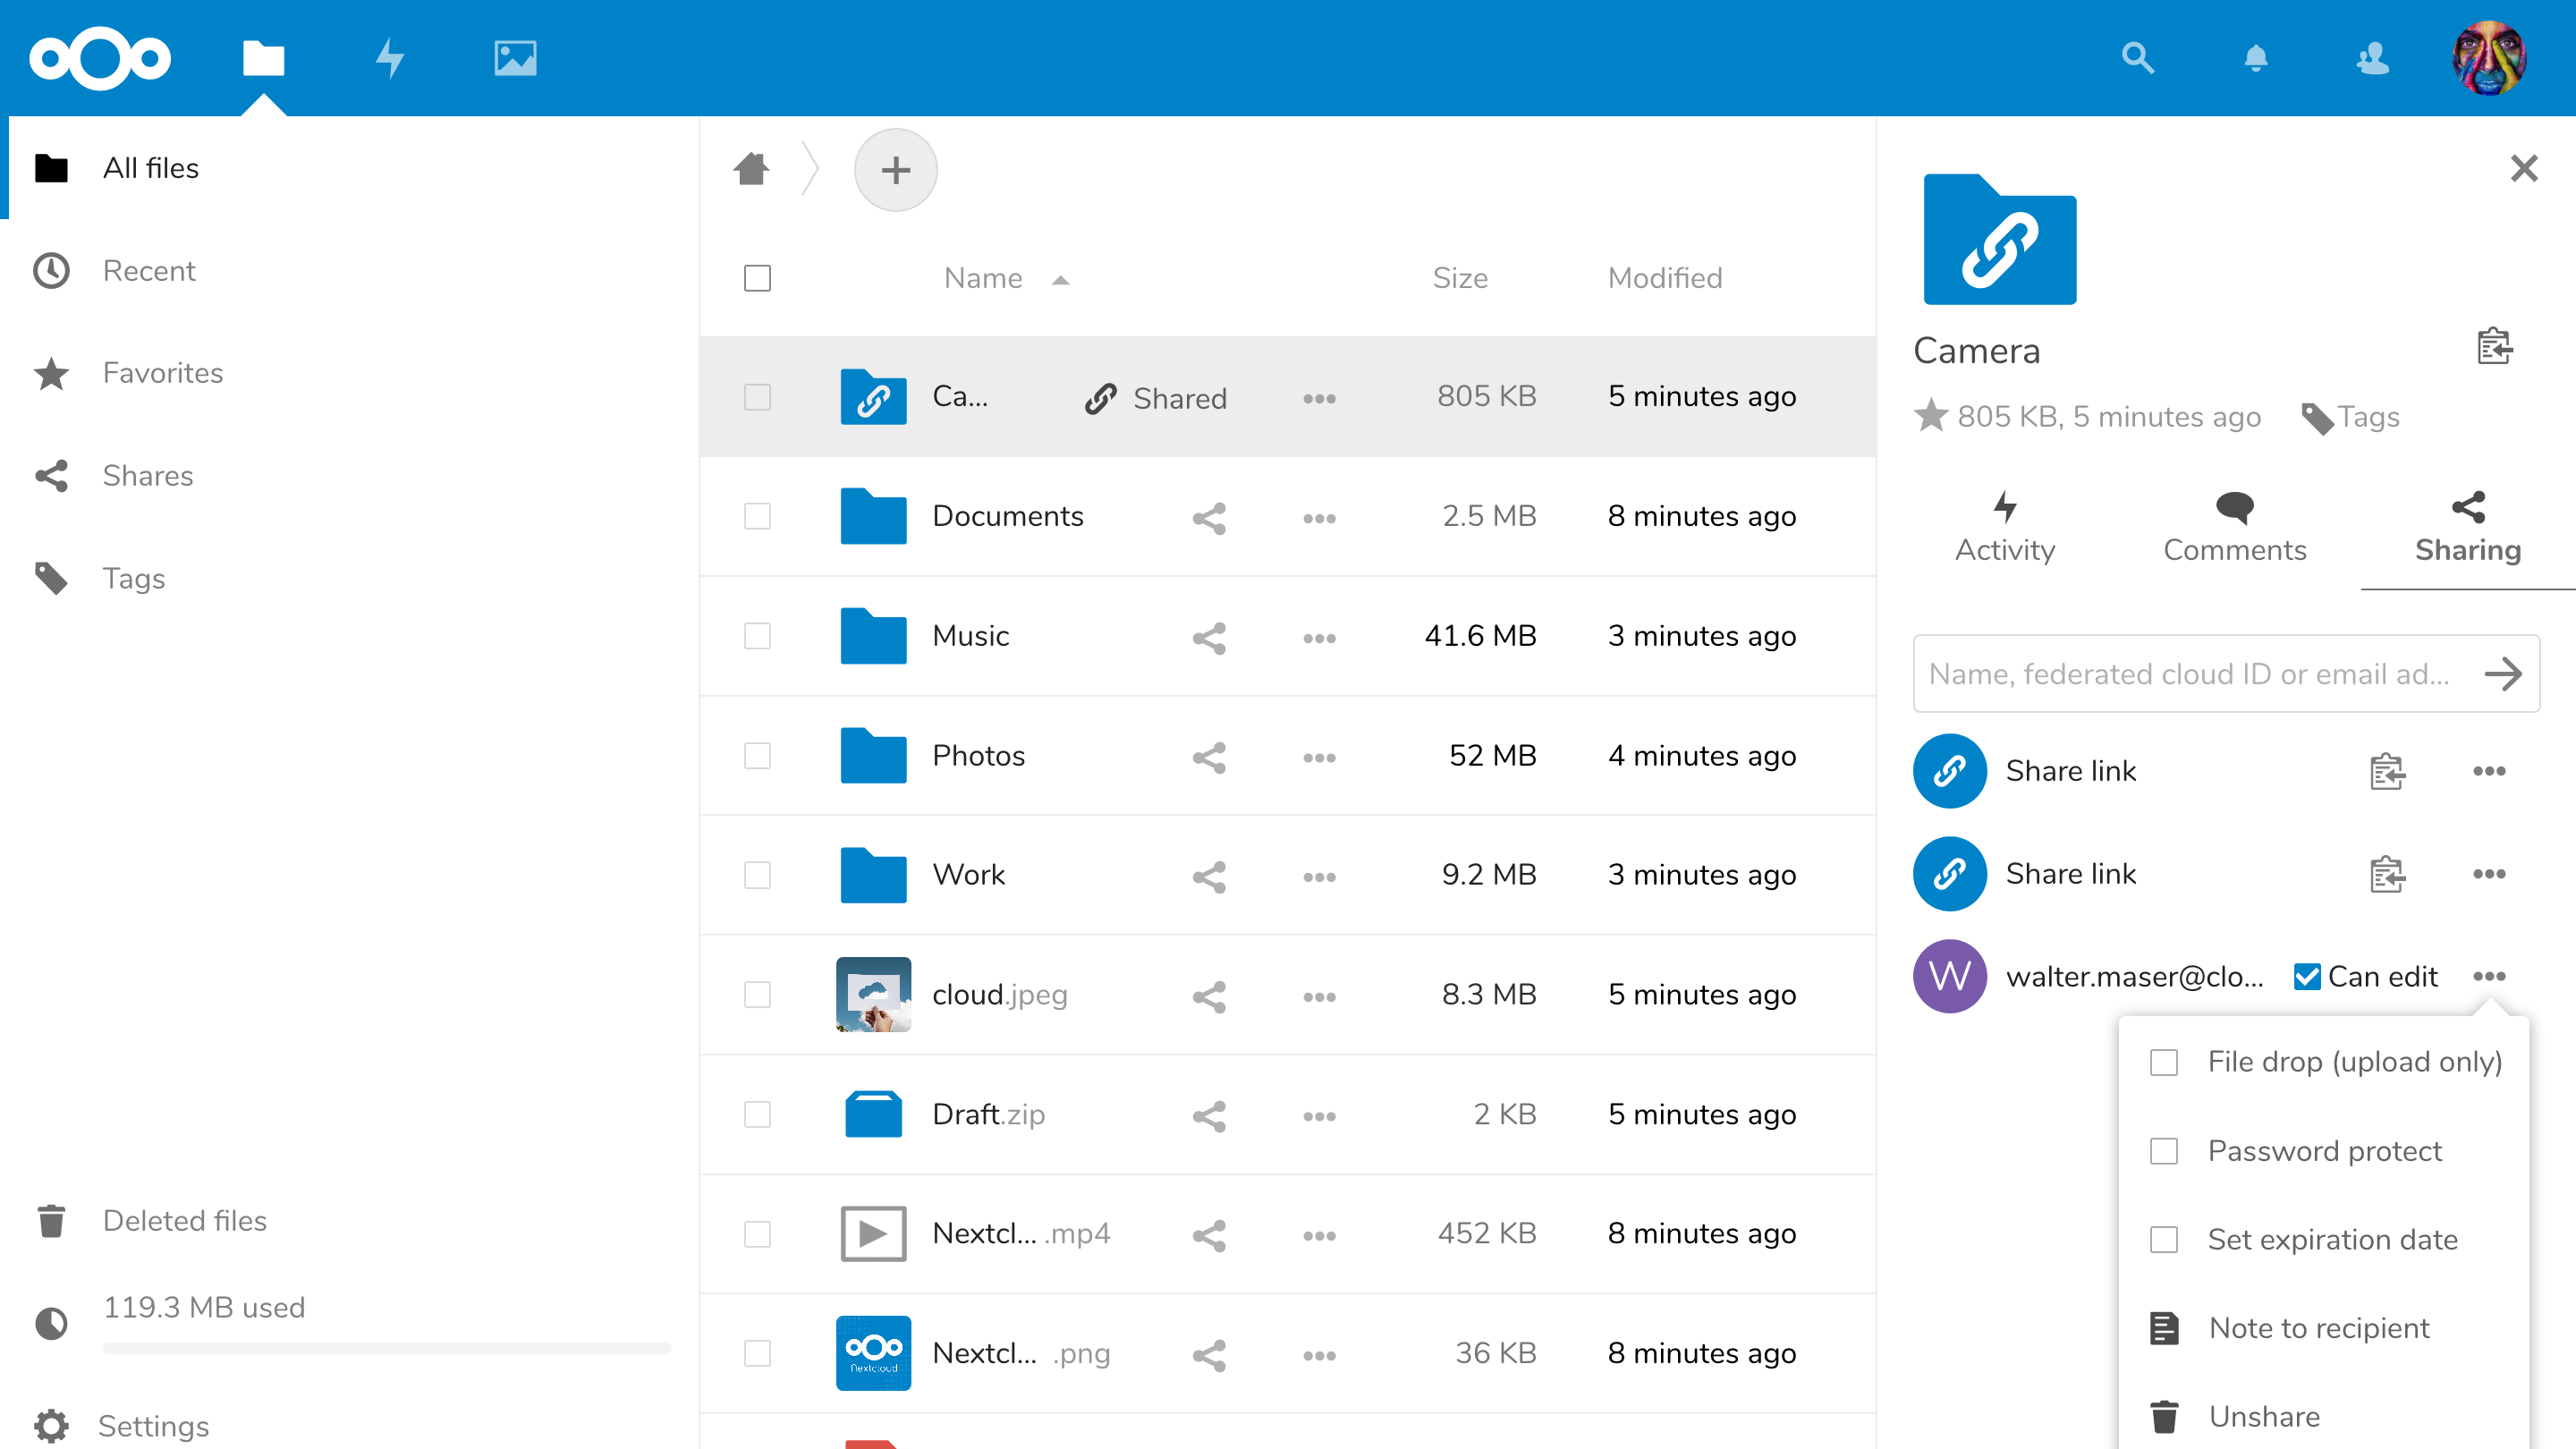 All files
Recent
Favorites
Shares
Tags
Deleted files
119.3 MB used
Settings
Name Size Modified
Ca... Shared 805 KB 5 minutes ago
Documents 2.5 MB 8 minutes ago
Music 41.6 MB 3 minutes ago
Photos 52 MB 4 minutes ago
Work 9.2 MB 3 minutes ago
cloud.jpeg 8.3 MB 5 minutes ago
Draft.zip 2 KB 5 minutes ago
Nextcl... .mp4 452 KB 8 minutes ago
Nextcloud
Nextcl... .png 36 KB 8 minutes ago
Camera
805 KB, 5 minutes ago Tags
Activity Comments Sharing
Name, federated cloud ID or email ad...
Share link
Share link
W walter.maser@clo... Can edit
File drop (upload only)
Password protect
Set expiration date
Note to recipient
Unshare